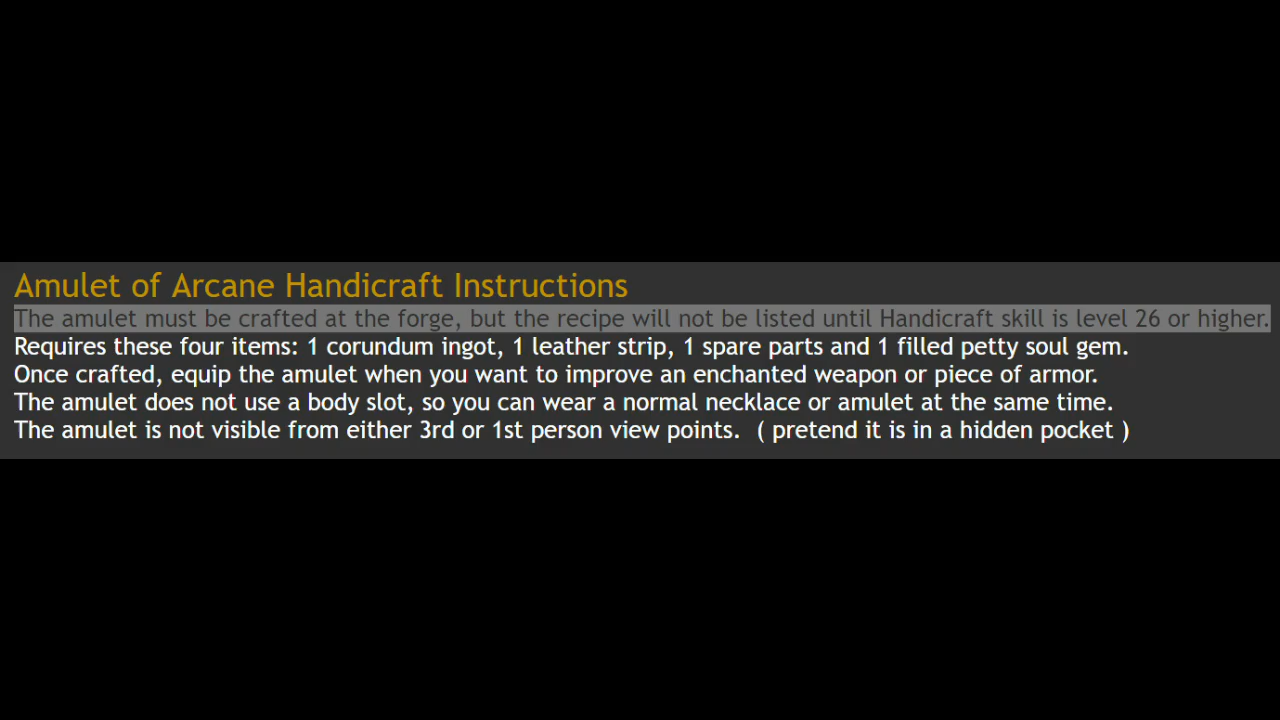 Amulet of Arcane Handicraft Instructions
The amulet must be crafted at the forge, but the recipe will not be listed until Handicraft skill is level 26 or higher.
Requires these four items: 1 corundum ingot, 1 leather strip, 1 spare parts and 1 filled petty soul gem.
Once crafted, equip the amulet when you want to improve an enchanted weapon or piece of armor.
The amulet does not use a body slot, so you can wear a normal necklace or amulet at the same time.
The amulet is not visible from either 3rd or 1st person view points.  ( pretend it is in a hidden pocket )